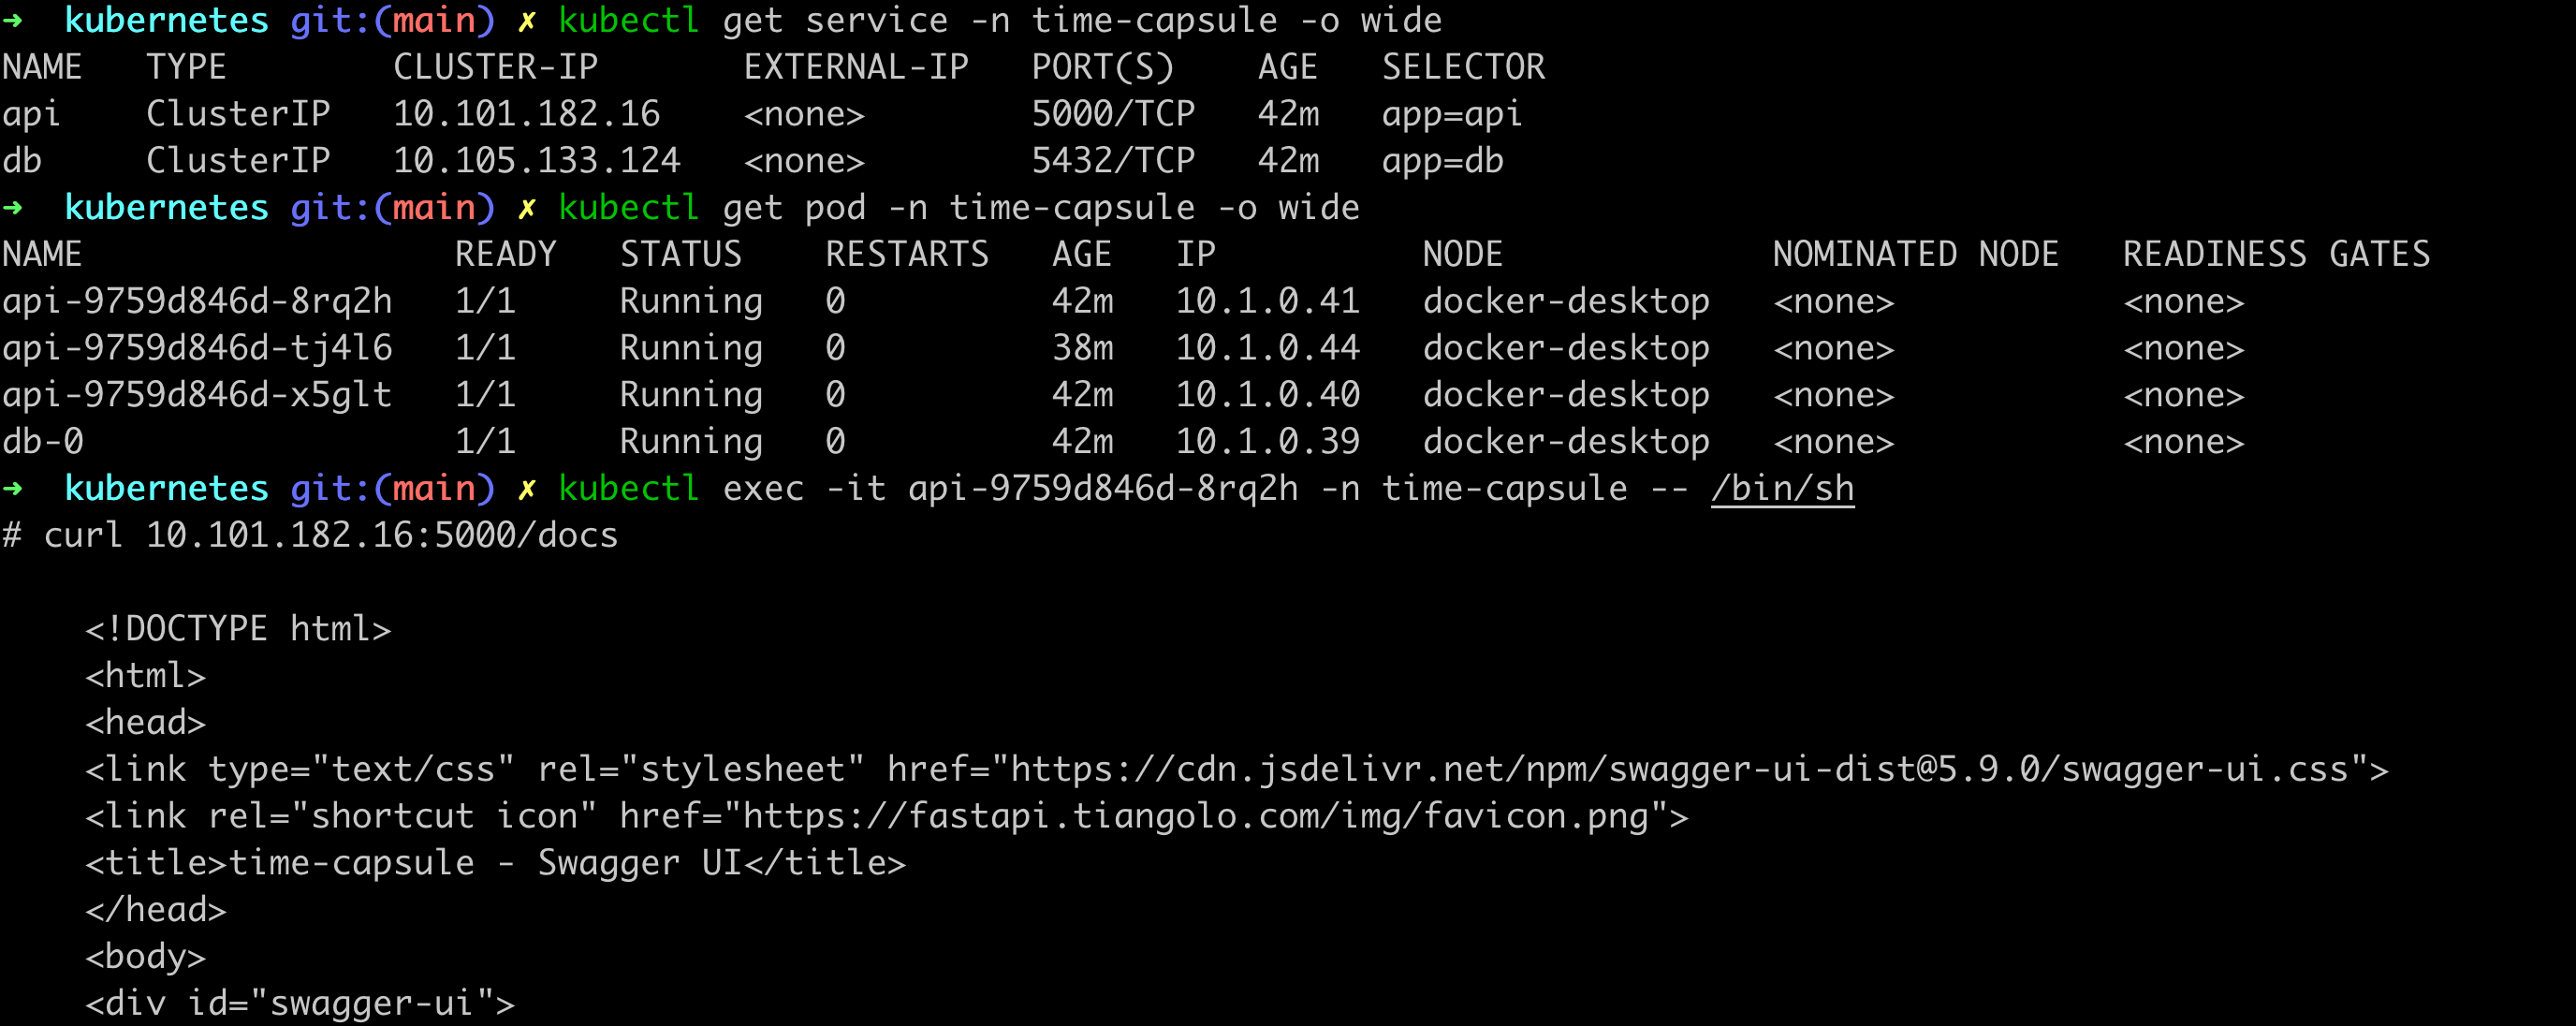 ➜  kubernetes git:(main) ✗ kubectl get service -n time-capsule -o wide
NAME   TYPE        CLUSTER-IP       EXTERNAL-IP   PORT(S)    AGE   SELECTOR
api    ClusterIP   10.101.182.16    <none>        5000/TCP   42m   app=api
db     ClusterIP   10.105.133.124   <none>        5432/TCP   42m   app=db
➜  kubernetes git:(main) ✗ kubectl get pod -n time-capsule -o wide
NAME                  READY   STATUS    RESTARTS   AGE   IP          NODE             NOMINATED NODE   READINESS GATES
api-9759d846d-8rq2h   1/1     Running   0          42m   10.1.0.41   docker-desktop   <none>           <none>
api-9759d846d-tj4l6   1/1     Running   0          38m   10.1.0.44   docker-desktop   <none>           <none>
api-9759d846d-x5glt   1/1     Running   0          42m   10.1.0.40   docker-desktop   <none>           <none>
db-0                  1/1     Running   0          42m   10.1.0.39   docker-desktop   <none>           <none>
➜  kubernetes git:(main) ✗ kubectl exec -it api-9759d846d-8rq2h -n time-capsule -- /bin/sh
# curl 10.101.182.16:5000/docs
    <!DOCTYPE html>
    <html>
    <head>
    <link type="text/css" rel="stylesheet" href="https://cdn.jsdelivr.net/npm/swagger-ui-dist@5.9.0/swagger-ui.css">
    <link rel="shortcut icon" href="https://fastapi.tiangolo.com/img/favicon.png">
    <title>time-capsule - Swagger UI</title>
    </head>
    <body>
    <div id="swagger-ui">